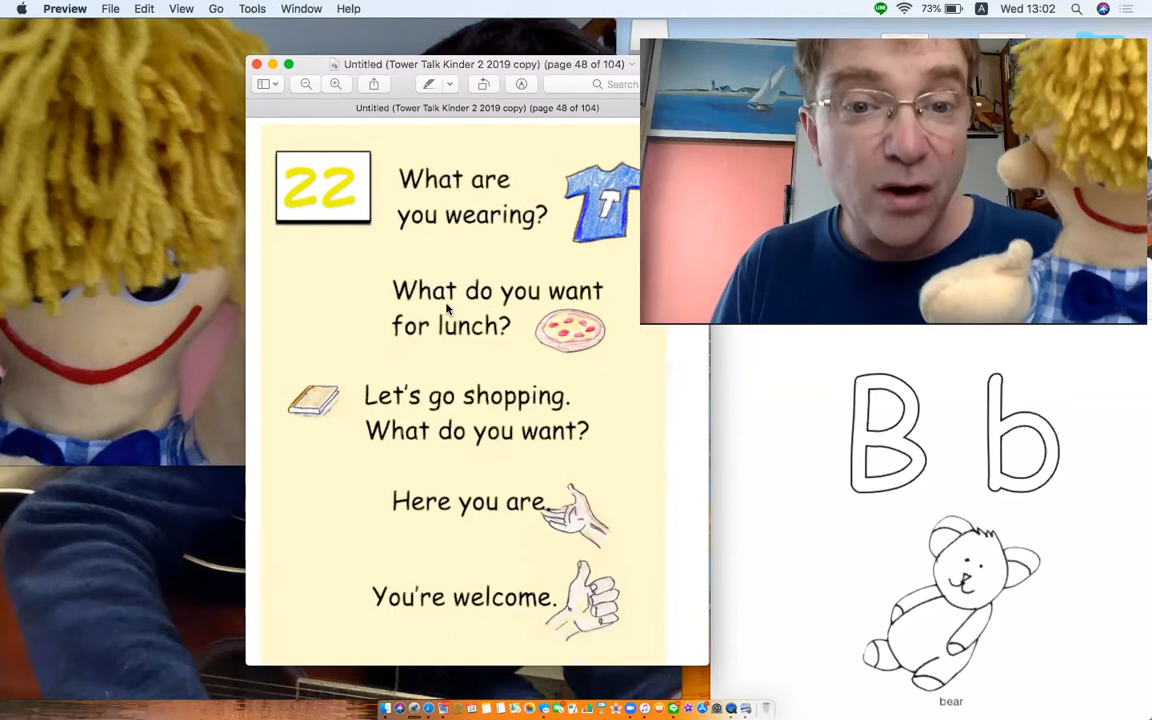 Preview File Edit View Go Tools Window Help
73% A Wed 13:02
Untitled (Tower Talk Kinder 2 2019 copy) (page 48 of 104)
Search
Untitled (Tower Talk Kinder 2 2019 copy) (page 48 of 104)
22
What are
you wearing?
T
What do you want
for lunch?
Let's go shopping.
What do you want?
Here you are.
You're welcome.
B b
bear